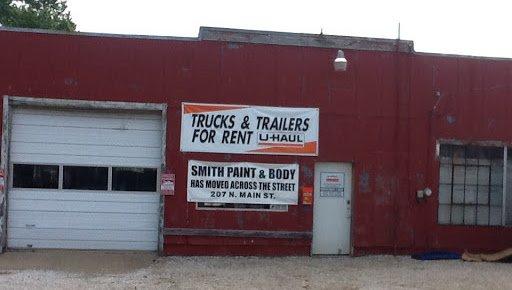 TRUCKS & TRAILERS
FOR RENT U-HAUL
SMITH PAINT & BODY
HAS MOVED ACROSS THE STREET
207 N. MAIN ST.